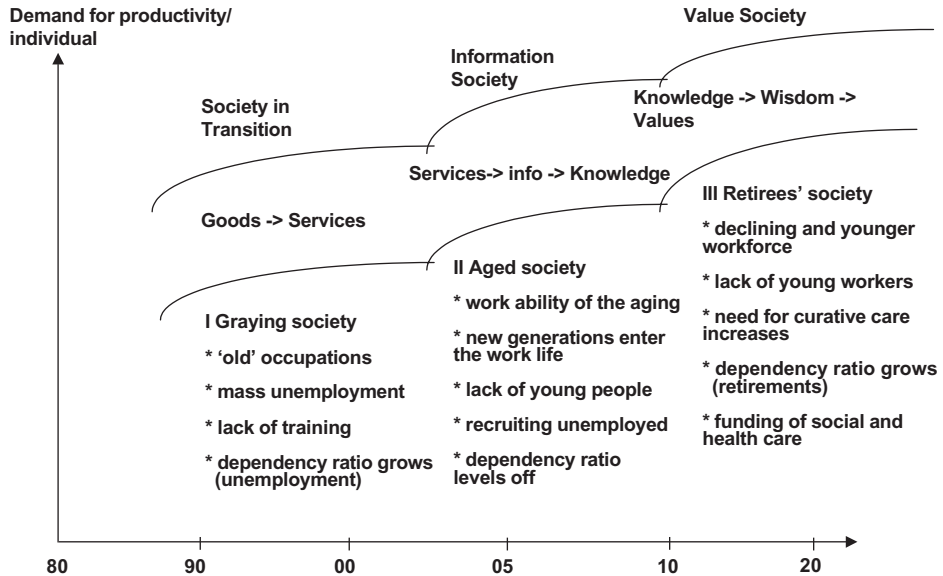 Demand for productivity/
individual
Value Society
Information
Society
Knowledge -> Wisdom ->
Values
Society in
Transition
Services-> info -> Knowledge
Goods -> Services
I Graying society
* ‘old’ occupations
* mass unemployment
* lack of training
* dependency ratio grows
(unemployment)
II Aged society
* work ability of the aging
* new generations enter
the work life
* lack of young people
* recruiting unemployed
* dependency ratio
levels off
III Retirees’ society
* declining and younger
workforce
* lack of young workers
* need for curative care
increases
* dependency ratio grows
(retirements)
* funding of social and
health care
80 90 00 05 10 20